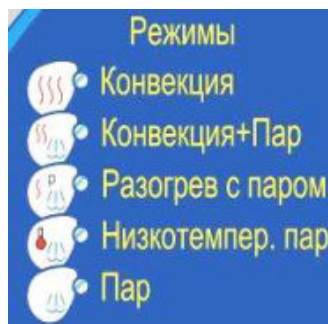 Режимы
Конвекция
Конвекция+Пар
Разогрев с паром
Низкотемпер. пар
Пар